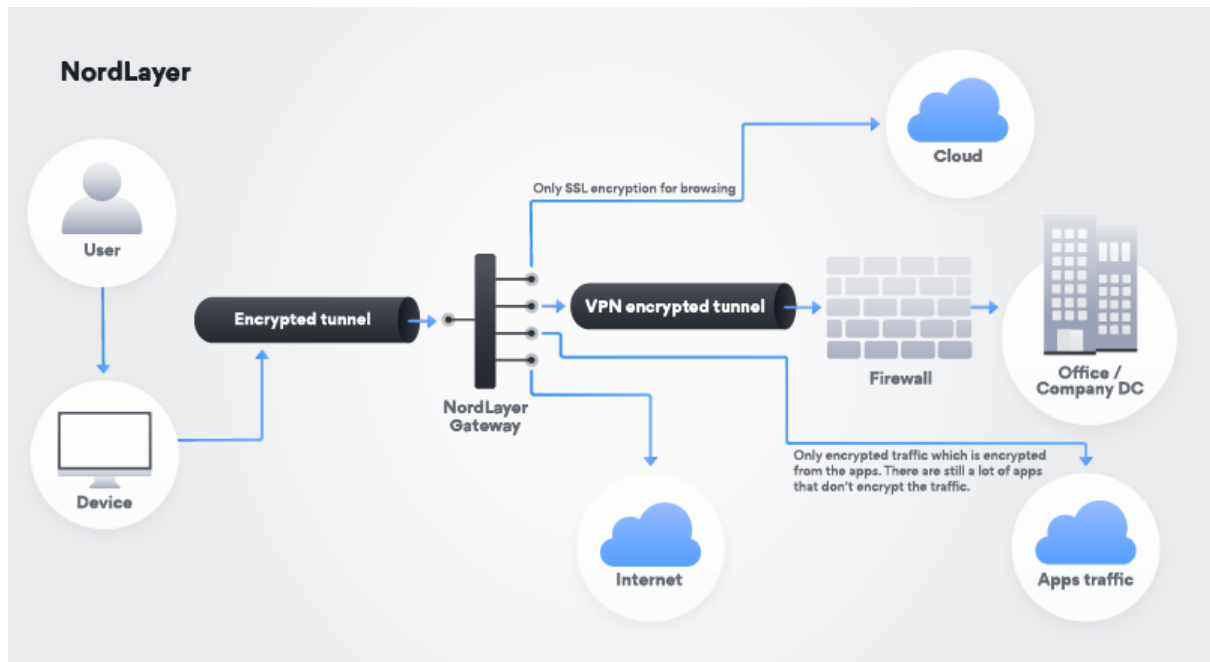 NordLayer
User
Device
Encrypted tunnel
NordLayer
Gateway
Only SSL encryption for browsing
Cloud
VPN encrypted tunnel
Firewall
Office /
Company DC
Only encrypted traffic which is encrypted
from the apps. There are still a lot of apps
that don't encrypt the traffic.
Internet
Apps traffic